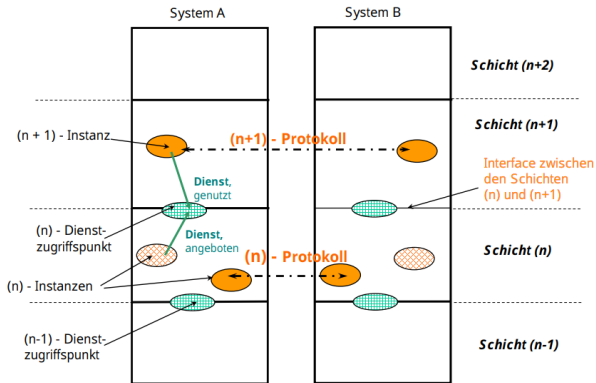 System A
System B
Schicht (n+2)
(n + 1) - Instanz
(n+1) - Protokoll
Schicht (n+1)
Dienst,
genutzt
Interface zwischen
den Schichten
(n) und (n+1)
(n) - Dienst-
zugriffspunkt
Dienst,
angeboten
(n) - Protokoll
Schicht (n)
(n) - Instanzen
(n-1) - Dienst-
zugriffspunkt
Schicht (n-1)